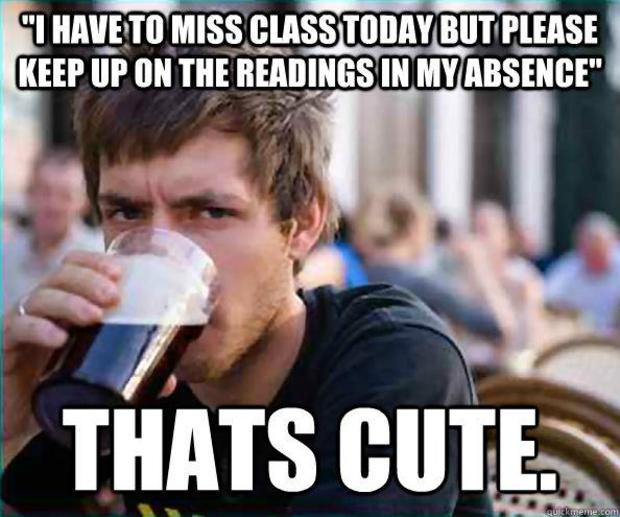 "I HAVE TO MISS CLASS TODAY BUT PLEASE
KEEP UP ON THE READINGS IN MY ABSENCE"
THATS CUTE.
quickmeme.com